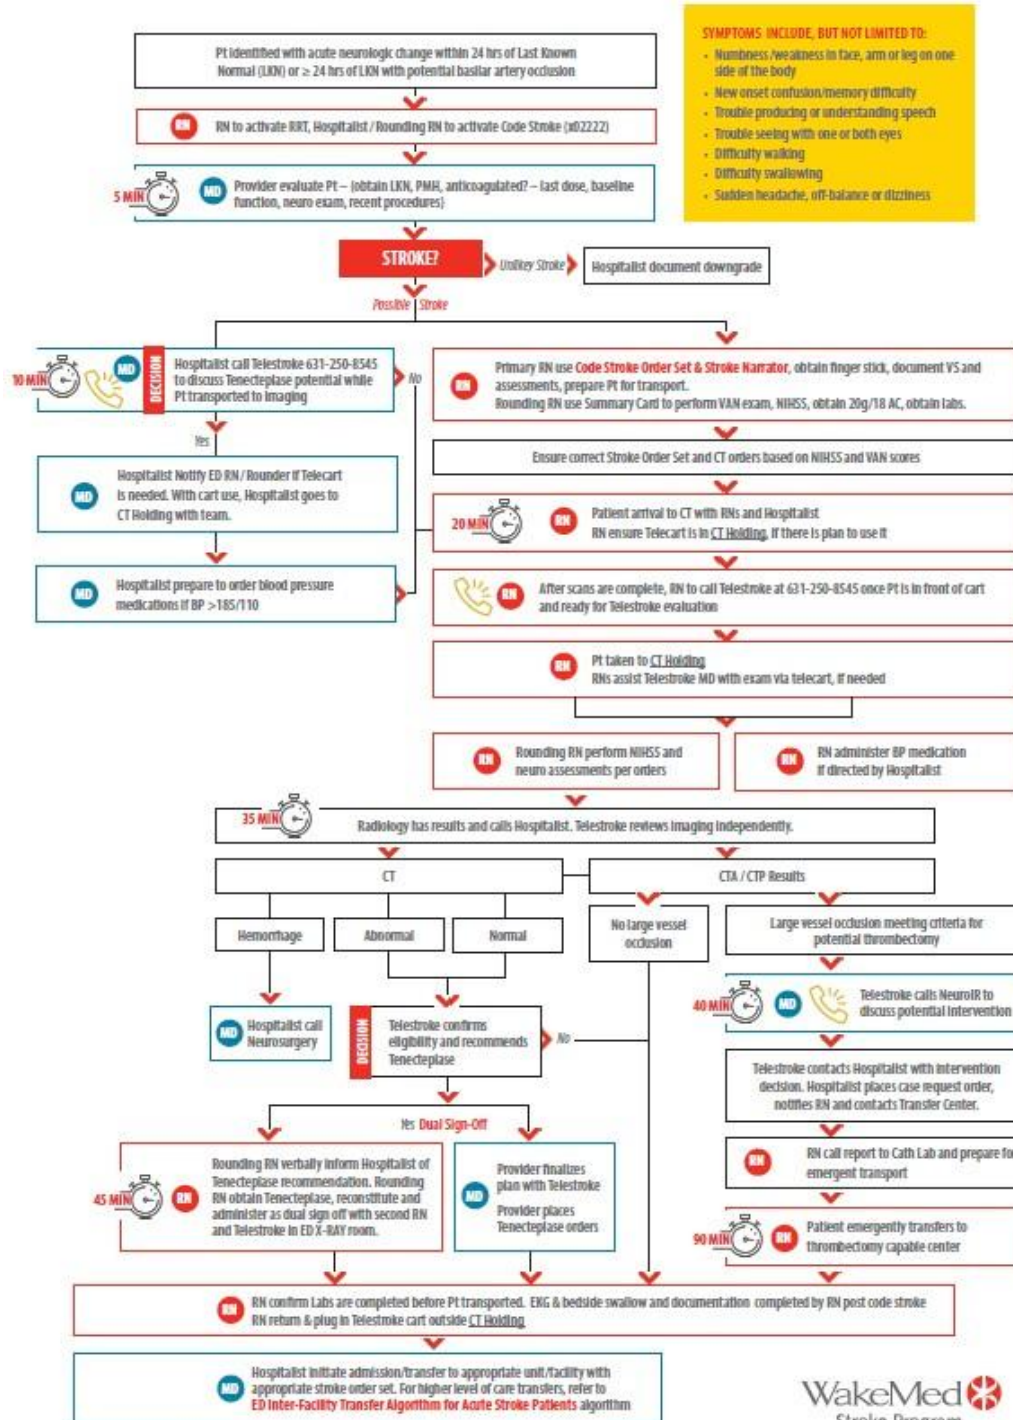 SYMPTOMS INCLUDE, BUT NOT LIMITED TO:
• Numbness/weakness in face, arm or leg on one
side of the body
• New onset confusion/memory difficulty
• Trouble producing or understanding speech
• Trouble seeing with one or both eyes
• Difficulty walking
• Difficulty swallowing
• Sudden headache, off-balance or dizziness
Pt identified with acute neurologic change within 24 hrs of Last Known
Normal (LKN) or ≥ 24 hrs of LKN with potential basilar artery occlusion
RN
RN to activate RRT, Hospitalist / Rounding RN to activate Code Stroke (x02222)
5 MIN
MD
Provider evaluate Pt – (obtain LKN, PMH, anticoagulated? – last dose, baseline
function, neuro exam, recent procedures)
STROKE?
Unlikey Stroke
Hospitalist document downgrade
Possible Stroke
10 MIN
MD
DECISION
Hospitalist call Telestroke 631-250-8545
to discuss Tenecteplase potential while
Pt transported to imaging
No
Yes
RN
Primary RN use Code Stroke Order Set & Stroke Narrator, obtain finger stick, document VS and
assessments, prepare Pt for transport.
Rounding RN use Summary Card to perform VAN exam, NIHSS, obtain 20g/18 AC, obtain labs.
Ensure correct Stroke Order Set and CT orders based on NIHSS and VAN scores
MD
Hospitalist Notify ED RN/Rounder if Telecart
is needed. With cart use, Hospitalist goes to
CT Holding with team.
20 MIN
RN
Patient arrival to CT with RNs and Hospitalist
RN ensure Telecart is in CT Holding, if there is plan to use it
MD
Hospitalist prepare to order blood pressure
medications if BP >185/110
RN
After scans are complete, RN to call Telestroke at 631-250-8545 once Pt is in front of cart
and ready for Telestroke evaluation
RN
Pt taken to CT Holding
RNs assist Telestroke MD with exam via telecart, if needed
RN
Rounding RN perform NIHSS and
neuro assessments per orders
RN
RN administer BP medication
if directed by Hospitalist
35 MIN
Radiology has results and calls Hospitalist. Telestroke reviews imaging independently.
CT
CTA / CTP Results
Hemorrhage
Abnormal
Normal
No large vessel
occlusion
Large vessel occlusion meeting criteria for
potential thrombectomy
MD
Hospitalist call
Neurosurgery
DECISION
Telestroke confirms
eligibility and recommends
Tenecteplase
No
40 MIN
MD
Telestroke calls NeuroIR to
discuss potential intervention
Telestroke contacts Hospitalist with intervention
decision. Hospitalist places case request order,
notifies RN and contacts Transfer Center.
Yes Dual Sign-Off
45 MIN
RN
Rounding RN verbally inform Hospitalist of
Tenecteplase recommendation. Rounding
RN obtain Tenecteplase, reconstitute and
administer as dual sign off with second RN
and Telestroke in ED X-RAY room.
MD
Provider finalizes
plan with Telestroke
Provider places
Tenecteplase orders
RN
RN call report to Cath Lab and prepare fo
emergent transport
90 MIN
RN
Patient emergently transfers to
thrombectomy capable center
RN
RN confirm Labs are completed before Pt transported. EKG & bedside swallow and documentation completed by RN post code stroke
RN return & plug in Telestroke cart outside CT Holding
MD
Hospitalist initiate admission/transfer to appropriate unit/facility with
appropriate stroke order set. For higher level of care transfers, refer to
ED Inter-Facility Transfer Algorithm for Acute Stroke Patients algorithm
WakeMed
Stroke Program